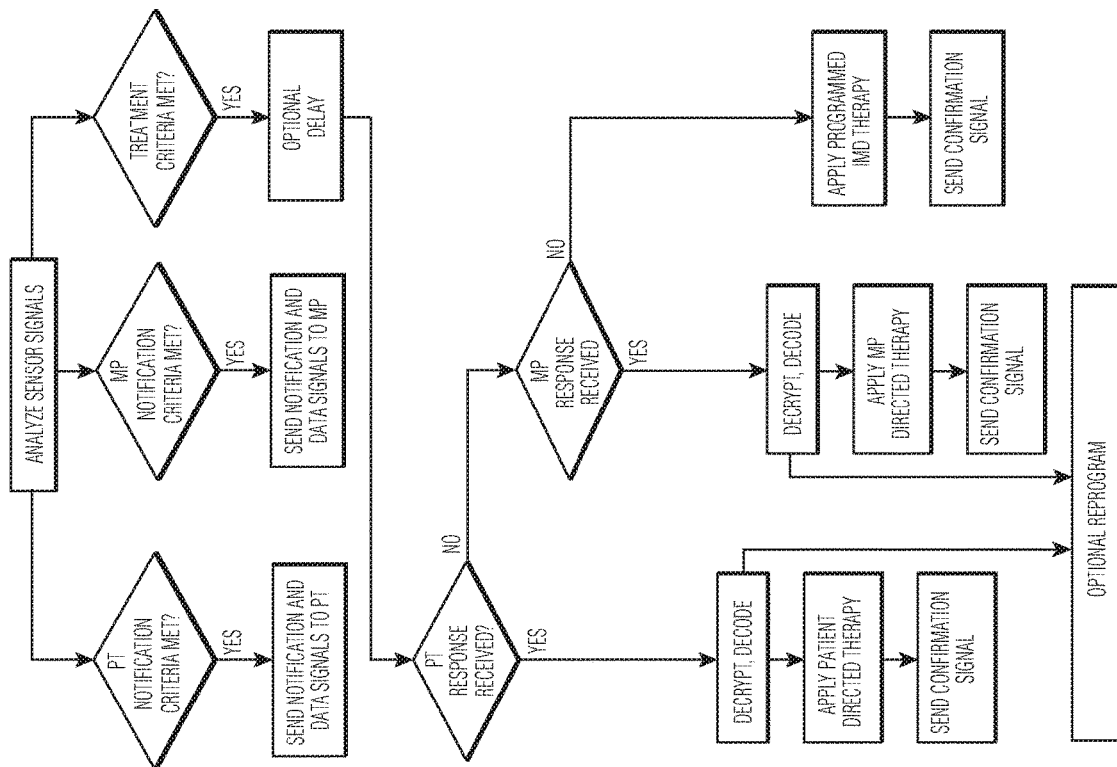 ANALYZE SENSOR SIGNALS
PT
NOTIFICATION
CRITERIA MET?
YES
SEND NOTIFICATION AND
DATA SIGNALS TO PT
MP
NOTIFICATION
CRITERIA MET?
YES
SEND NOTIFICATION AND
DATA SIGNALS TO MP
TREATMENT
CRITERIA MET?
YES
OPTIONAL
DELAY
PT
RESPONSE
RECEIVED?
NO
YES
MP
RESPONSE
RECEIVED
NO
YES
DECRYPT, DECODE
APPLY PATIENT
DIRECTED THERAPY
SEND CONFIRMATION
SIGNAL
DECRYPT, DECODE
APPLY MP
DIRECTED THERAPY
SEND CONFIRMATION
SIGNAL
APPLY PROGRAMMED
IMD THERAPY
SEND CONFIRMATION
SIGNAL
OPTIONAL REPROGRAM